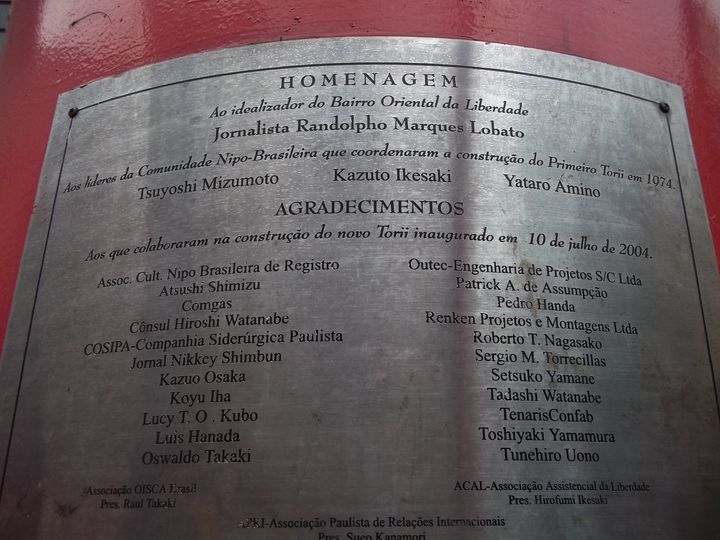 HOMENAGEM
Ao idealizador do Bairro Oriental da Liberdade
Jornalista Randolpho Marques Lobato
Aos líderes da Comunidade Nipo-Brasileira que coordenaram a construção do Primeiro Torii em 1974.
Tsuyoshi Mizumoto Kazuto Ikesaki Yataro Amino
AGRADECIMENTOS
Aos que colaboraram na construção do novo Torii inaugurado em 10 de julho de 2004.
Assoc. Cult. Nipo Brasileira de Registro
Atsushi Shimizu
Comgas
Cônsul Hiroshi Watanabe
COSIPA-Companhia Siderúrgica Paulista
Jornal Nikkey Shimbun
Kazuo Osaka
Koyu Iha
Lucy T. O . Kubo
Luis Hanada
Oswaldo Takaki
Outec-Engenharia de Projetos S/C Ltda
Patrick A. de Assumpção
Pedro Handa
Renken Projetos e Montagens Ltda
Roberto T. Nagasako
Sergio M. Torrecillas
Setsuko Yamane
Tadashi Watanabe
TenarisConfab
Toshiyaki Yamamura
Tunehiro Uono
Associação OISCA Brasil
Pres. Raul Takaki
ACAL-Associação Assistencial da Liberdade
Pres. Hirofumi Ikesaki
APRI-Associação Paulista de Relações Internacionais
Pres. Sueo Kanamori